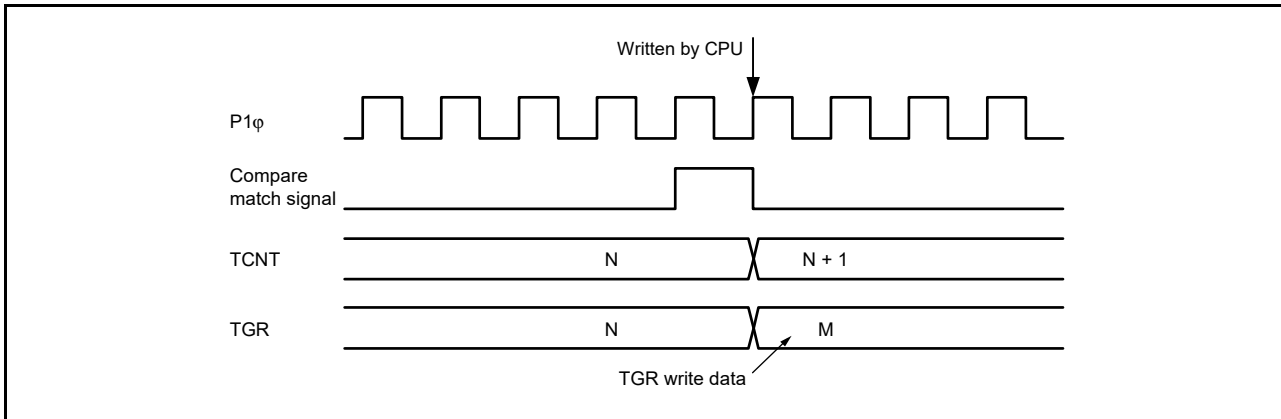 Written by CPU
P1φ
Compare
match signal
TCNT
N
N + 1
TGR
N
M
TGR write data